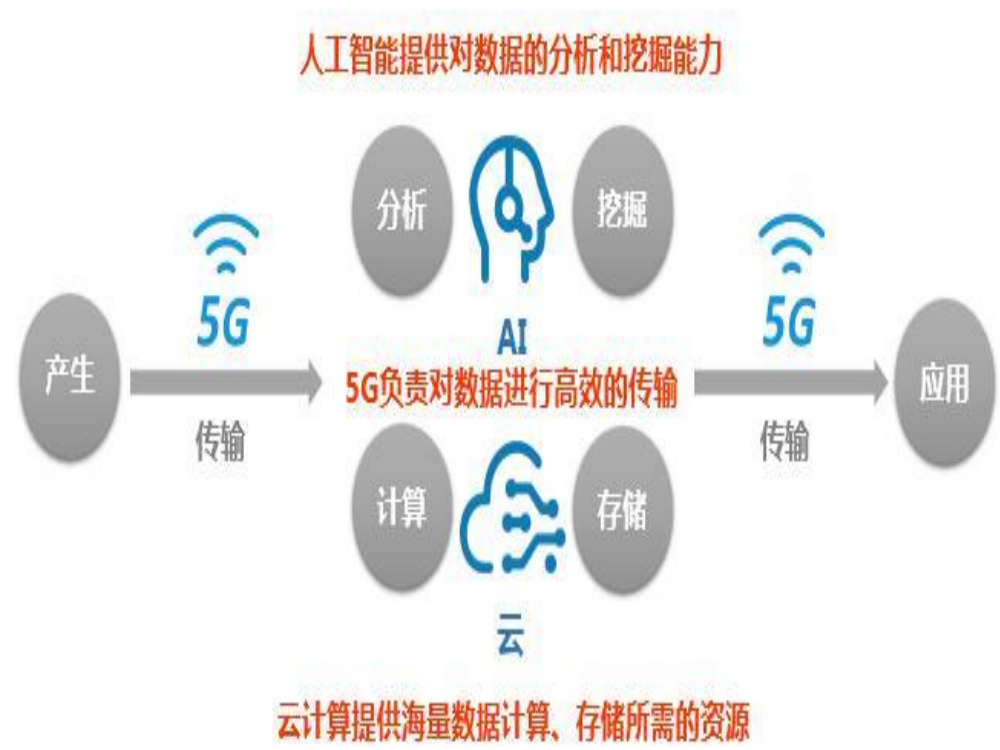 人工智能提供对数据的分析和挖掘能力
分析
挖掘
5G
5G
AI
产生
5G负责对数据进行高效的传输
应用
传输
传输
计算
存储
云
云计算提供海量数据计算、存储所需的资源